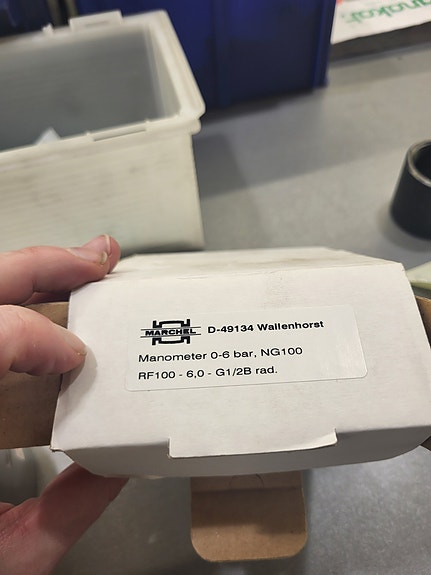 MARCHEL D-49134 Wallenhorst
Manometer 0-6 bar, NG100
RF100 - 6,0 - G1/2B rad.